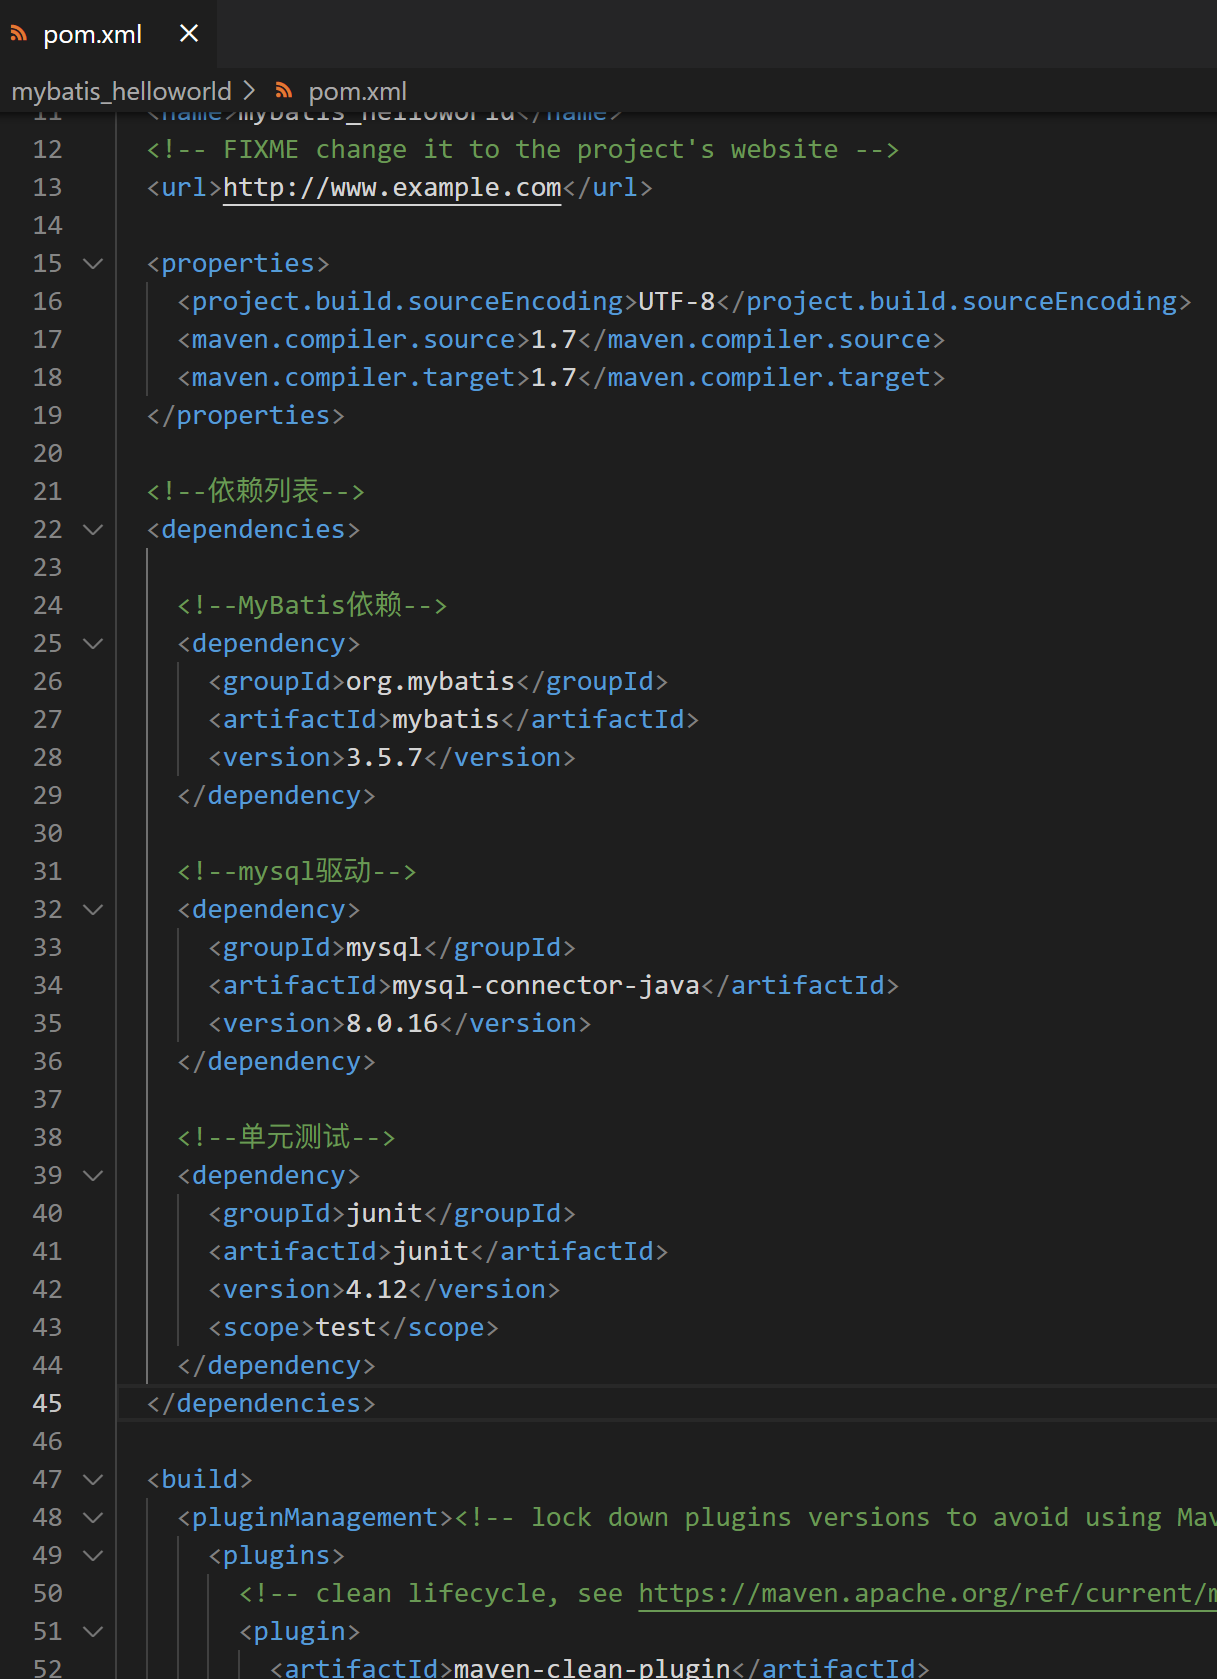 pom.xml
mybatis_helloworld > pom.xml
11 <name>mybatis_helloworld</name>
12 <!-- FIXME change it to the project's website -->
13 <url>http://www.example.com</url>
14
15 <properties>
16 <project.build.sourceEncoding>UTF-8</project.build.sourceEncoding>
17 <maven.compiler.source>1.7</maven.compiler.source>
18 <maven.compiler.target>1.7</maven.compiler.target>
19 </properties>
20
21 <!--依赖列表-->
22 <dependencies>
23
24 <!--MyBatis依赖-->
25 <dependency>
26 <groupId>org.mybatis</groupId>
27 <artifactId>mybatis</artifactId>
28 <version>3.5.7</version>
29 </dependency>
30
31 <!--mysql驱动-->
32 <dependency>
33 <groupId>mysql</groupId>
34 <artifactId>mysql-connector-java</artifactId>
35 <version>8.0.16</version>
36 </dependency>
37
38 <!--单元测试-->
39 <dependency>
40 <groupId>junit</groupId>
41 <artifactId>junit</artifactId>
42 <version>4.12</version>
43 <scope>test</scope>
44 </dependency>
45 </dependencies>
46
47 <build>
48 <pluginManagement><!-- lock down plugins versions to avoid using Mav
49 <plugins>
50 <!-- clean lifecycle, see https://maven.apache.org/ref/current/m
51 <plugin>
52 <artifactId>maven-clean-plugin</artifactId>